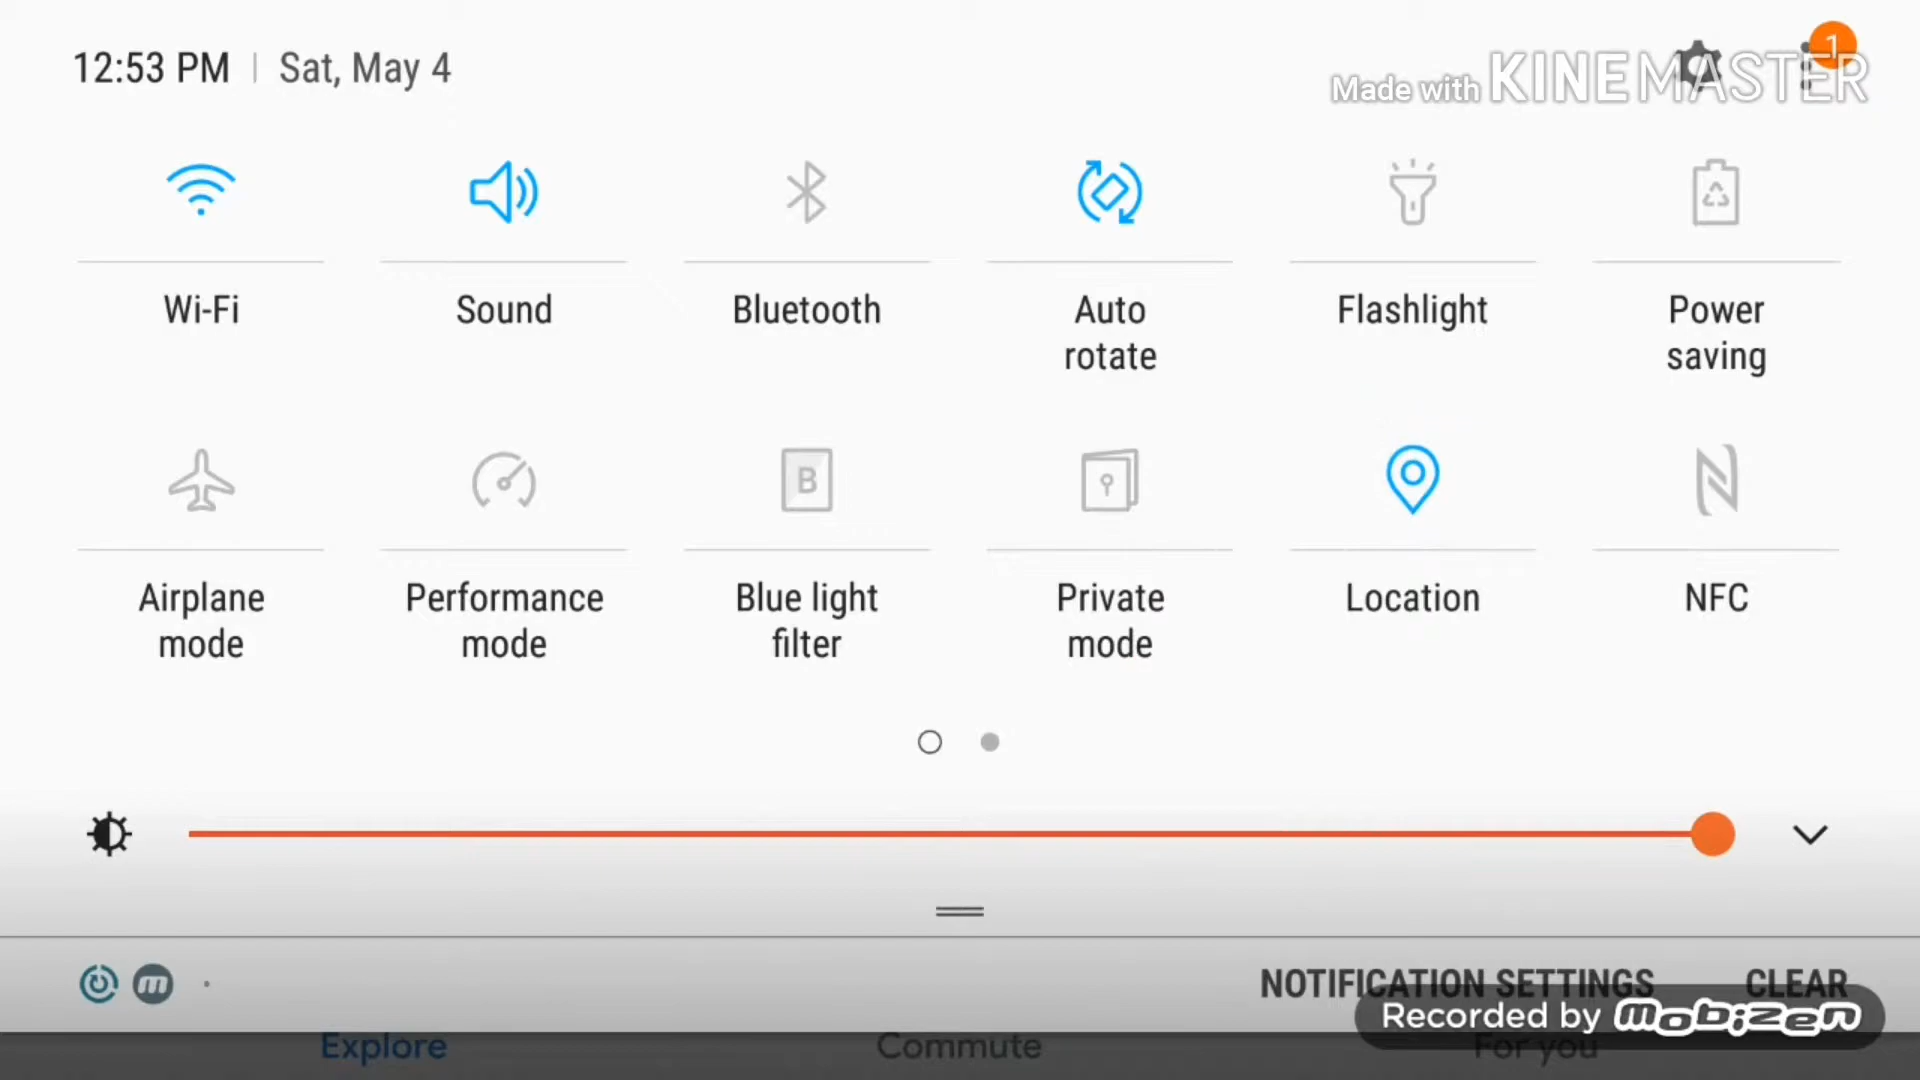 12:53 PM | Sat, May 4
1
Made with KINEMASTER
Wi-Fi
Sound
Bluetooth
Auto
rotate
Flashlight
Power
saving
B
Airplane
mode
Performance
mode
Blue light
filter
Private
mode
Location
NFC
m
NOTIFICATION SETTINGS
CLEAR
Recorded by mobizen
Explore
Commute
For you